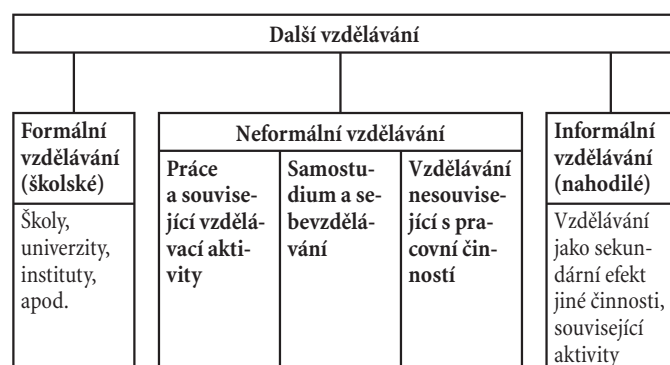 Další vzdělávání
Formální
vzdělávání
(školské)
Školy,
univerzity,
instituty,
apod.
Neformální vzdělávání
Práce
a souvise-
jící vzdělá-
vací akti-
vity
Samostu-
dium a se-
bevzdělá-
vání
Vzdělávání
nesouvise-
jící s pra-
covní čin-
ností
Informální
vzdělávání
(nahodilé)
Vzdělávání
jako sekun-
dární efekt
jiné činnosti,
související
aktivity